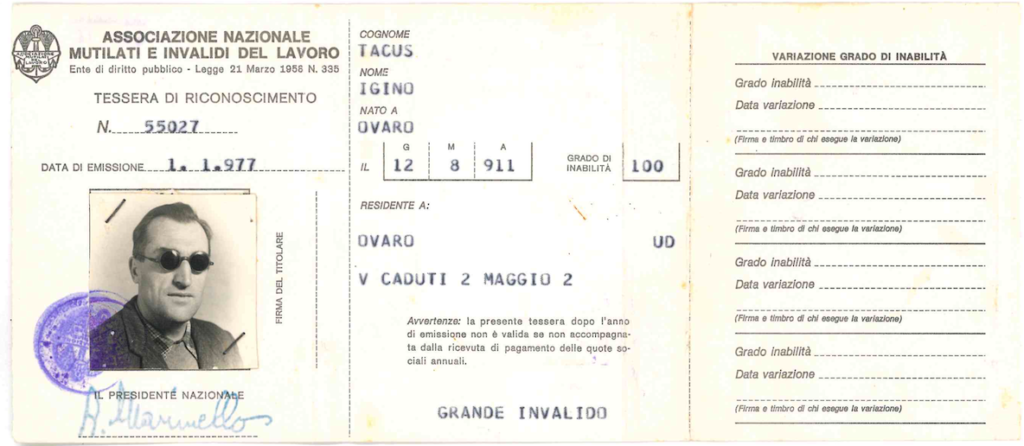 ASSOCIAZIONE NAZIONALE
MUTILATI E INVALIDI DEL LAVORO
Ente di diritto pubblico - Legge 21 Marzo 1958 N. 335
TESSERA DI RICONOSCIMENTO
N. 55027
DATA DI EMISSIONE 1. 1.977
FIRMA DEL TITOLARE
IL PRESIDENTE NAZIONALE
COGNOME
TACUS
NOME
IGINO
NATO A
OVARO
G M A
IL 12 8 911
GRADO DI
INABILITÀ 100
RESIDENTE A:
OVARO UD
V CADUTI 2 MAGGIO 2
Avvertenze: la presente tessera dopo l'anno
di emissione non è valida se non accompagna-
ta dalla ricevuta di pagamento delle quote so-
ciali annuali.
GRANDE INVALIDO
VARIAZIONE GRADO DI INABILITÀ
Grado inabilità
Data variazione
(Firma e timbro di chi esegue la variazione)
Grado inabilità
Data variazione
(Firma e timbro di chi esegue la variazione)
Grado inabilità
Data variazione
(Firma e timbro di chi esegue la variazione)
Grado inabilità
Data variazione
(Firma e timbro di chi esegue la variazione)